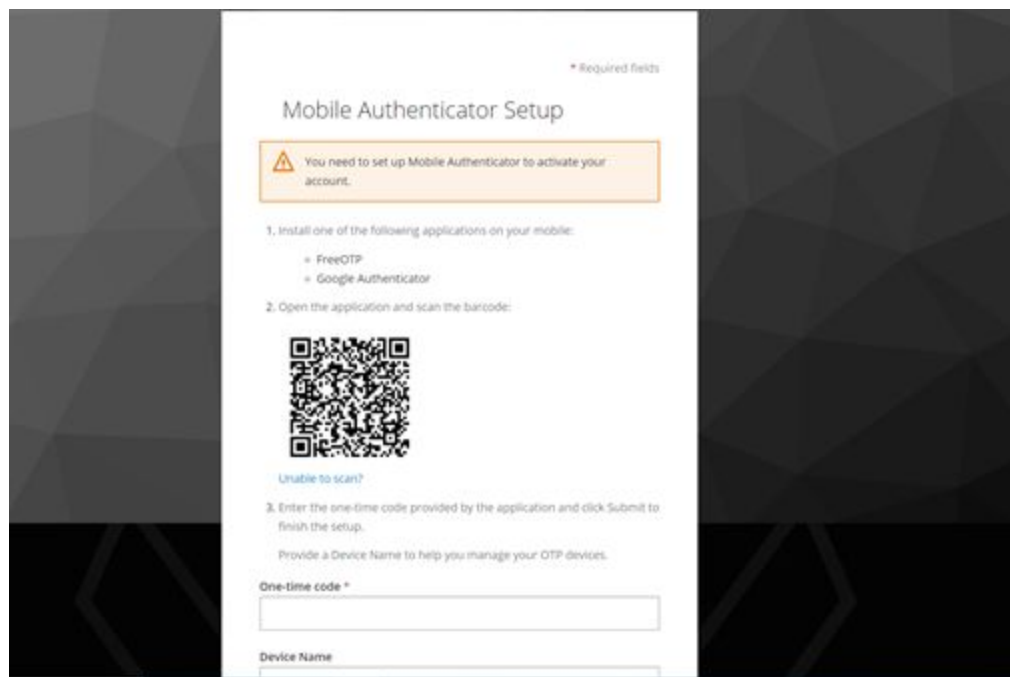 * Required fields
Mobile Authenticator Setup
You need to set up Mobile Authenticator to activate your
account.
1. Install one of the following applications on your mobile:
FreeOTP
Google Authenticator
2. Open the application and scan the barcode:
Unable to scan?
3. Enter the one-time code provided by the application and click Submit to
finish the setup.
Provide a Device Name to help you manage your OTP devices.
One-time code *
Device Name